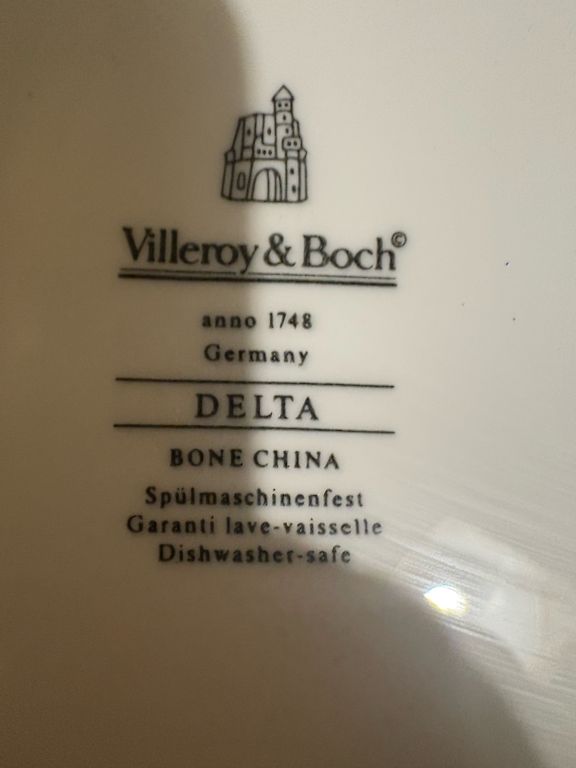 Villeroy & Boch©
anno 1748
Germany
DELTA
BONE CHINA
Spülmaschinenfest
Garanti lave-vaisselle
Dishwasher-safe